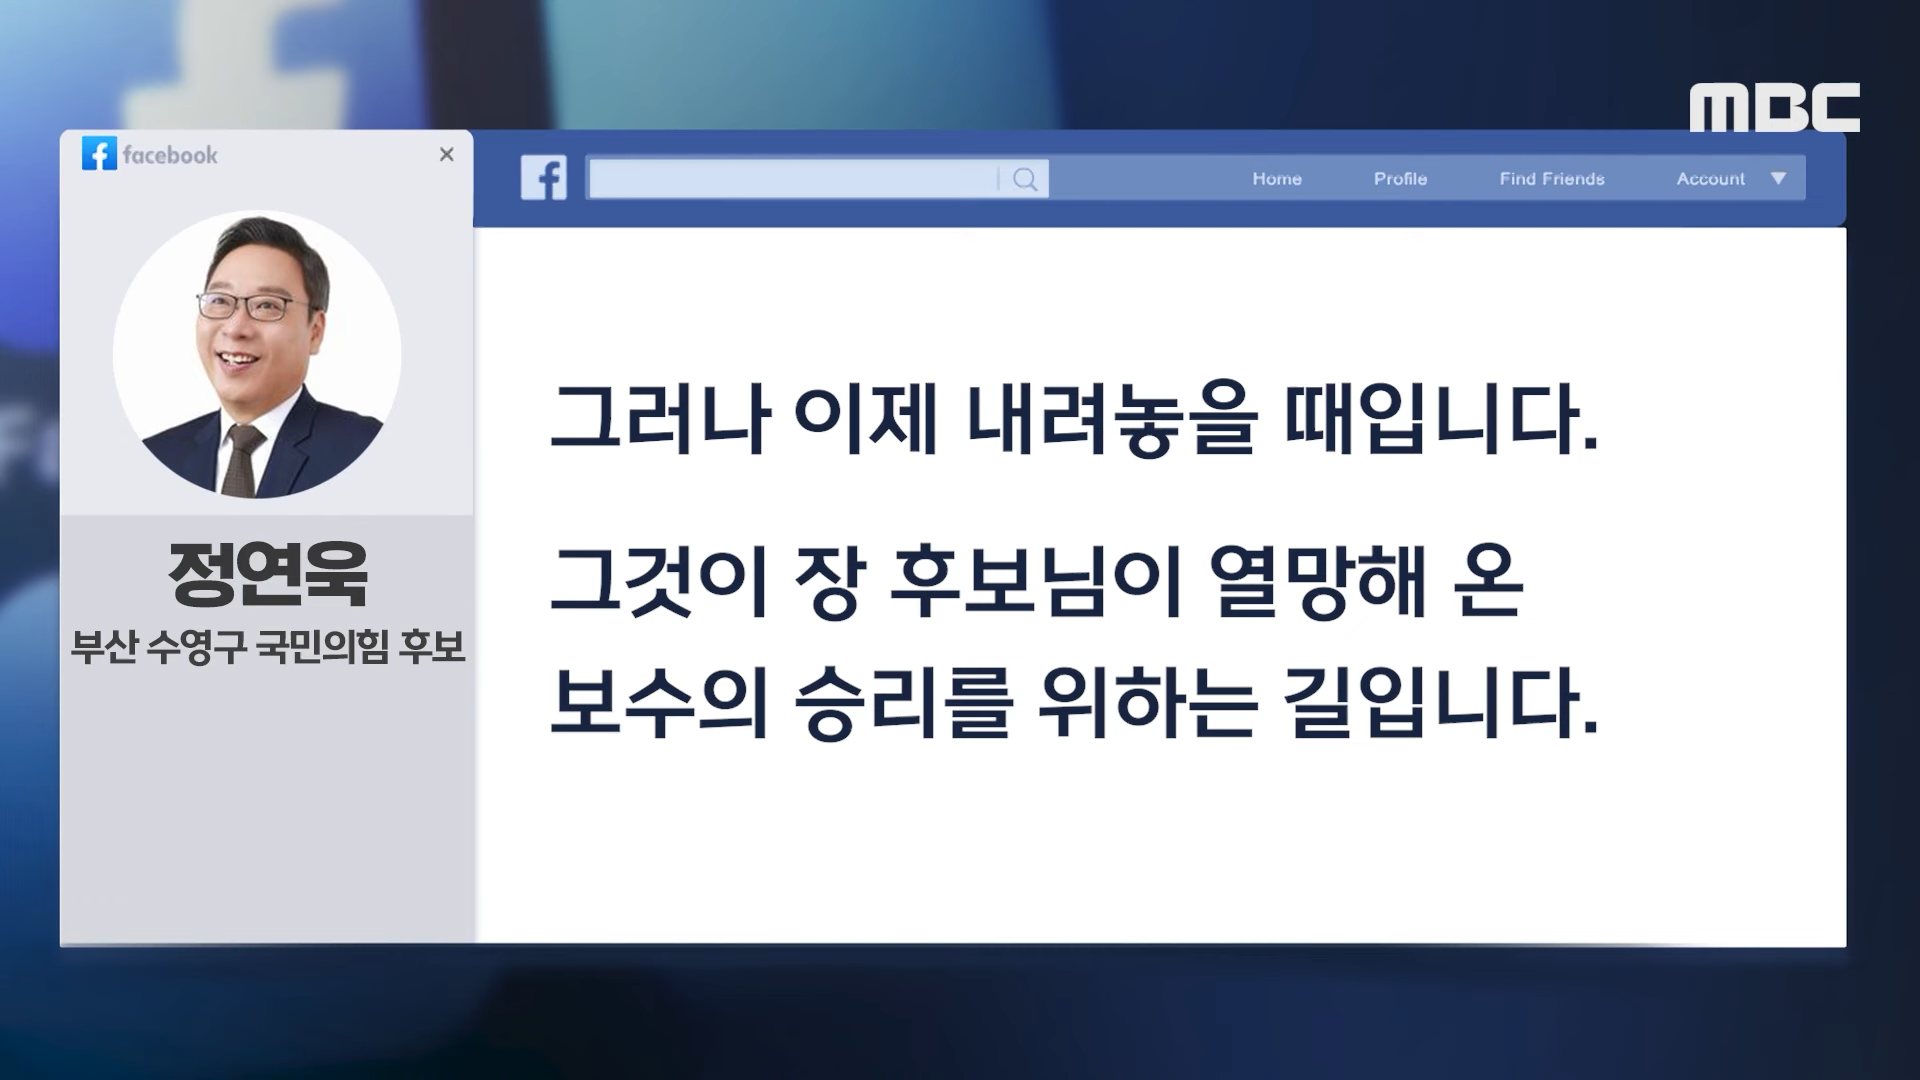 MBC
facebook
Home Profile Find Friends Account
정연욱
부산 수영구 국민의힘 후보
그러나 이제 내려놓을 때입니다.
그것이 장 후보님이 열망해 온
보수의 승리를 위하는 길입니다.